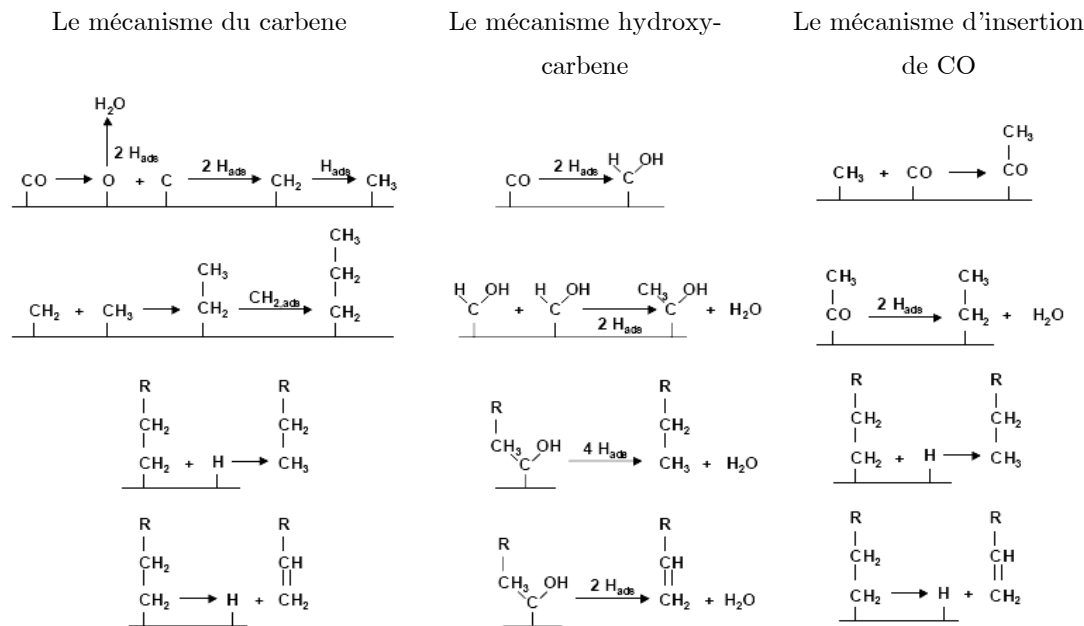 Le mécanisme du carbene
Le mécanisme hydroxy-
carbene
Le mécanisme d'insertion
de CO
H₂O
2 Hads
CO → O + C
2 Hads
CH₂
Hads
CH₃
CH₂ + CH₃
CH₃
CH₂
CH₂,ads
CH₃
CH₂
CH₂
R
CH₂
CH₂ + H
R
CH₂
CH₃
R
CH₂
CH₂
H +
R
CH
CH₂
CO
2 Hads
H OH
C
H OH
C
+
H OH
C
2 Hads
CH₃ OH
C
+ H₂O
R
CH₃ OH
C
4 Hads
R
CH₂
CH₃ + H₂O
R
CH₃ OH
C
2 Hads
R
CH
CH₂ + H₂O
CH₃ + CO
CH₃
C
CO
CH₃
CO
2 Hads
CH₃
CH₂ + H₂O
R
CH₂
CH₂ + H
R
CH₂
CH₃
R
CH₂
CH₂
H +
R
CH
CH₂